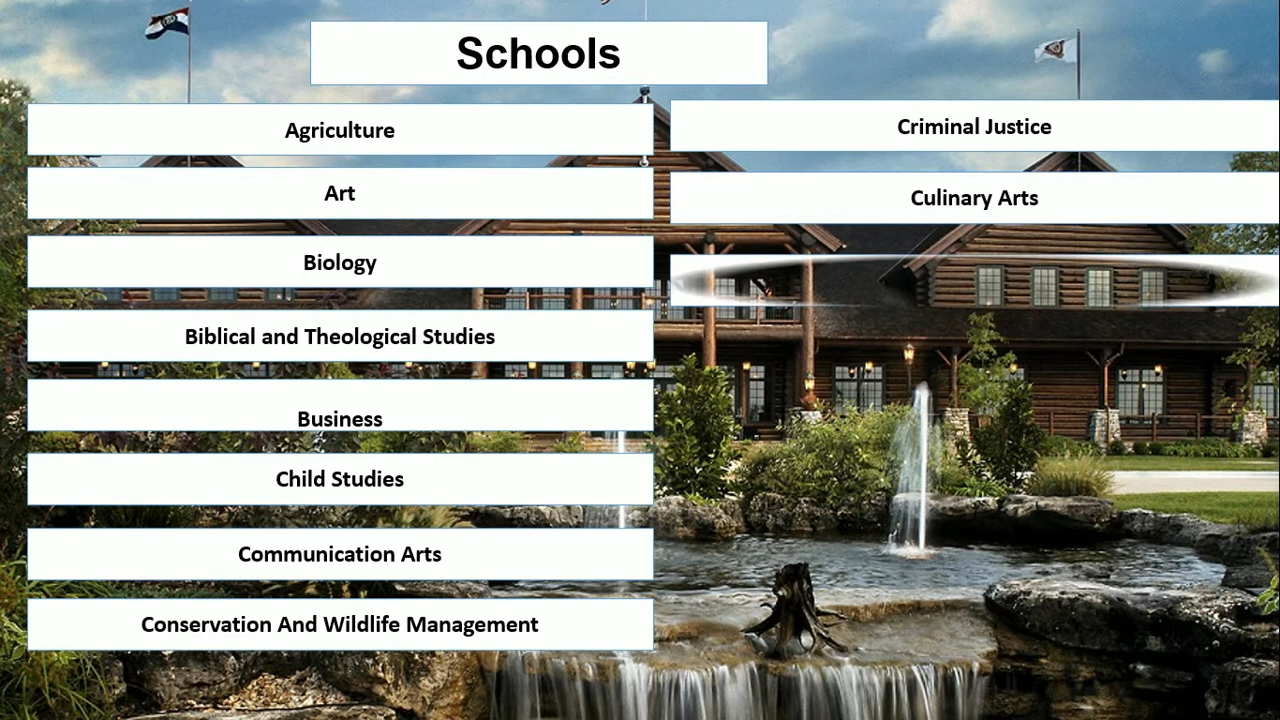 Schools
Agriculture
Art
Biology
Biblical and Theological Studies
Business
Child Studies
Communication Arts
Conservation And Wildlife Management
Criminal Justice
Culinary Arts